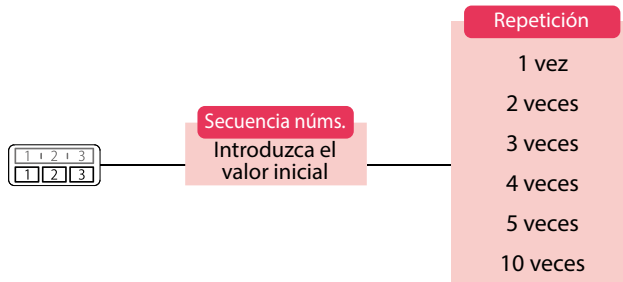 Repetición
1 vez
2 veces
3 veces
4 veces
5 veces
10 veces
Secuencia núms.
Introduzca el
valor inicial
1 2 3
1 2 3